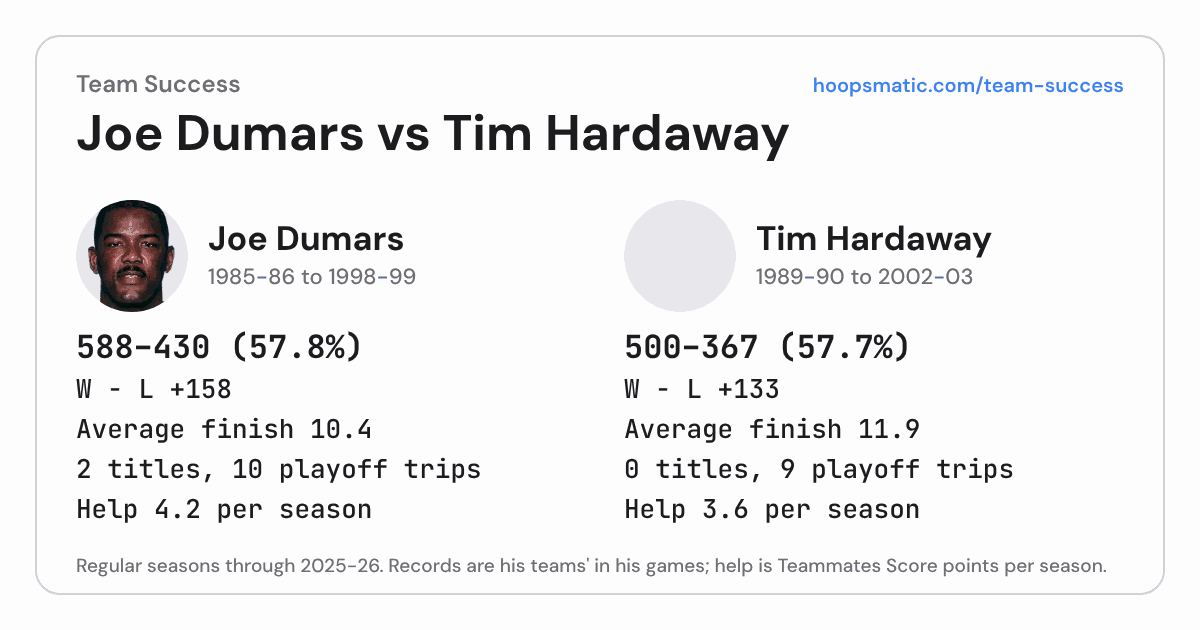 Team Success
hoopsmatic.com/team-success
Joe Dumars vs Tim Hardaway
Joe Dumars
1985–86 to 1998–99
588–430 (57.8%)
W - L +158
Average finish 10.4
2 titles, 10 playoff trips
Help 4.2 per season
Tim Hardaway
1989–90 to 2002–03
500–367 (57.7%)
W - L +133
Average finish 11.9
0 titles, 9 playoff trips
Help 3.6 per season
Regular seasons through 2025-26. Records are his teams' in his games; help is Teammates Score points per season.